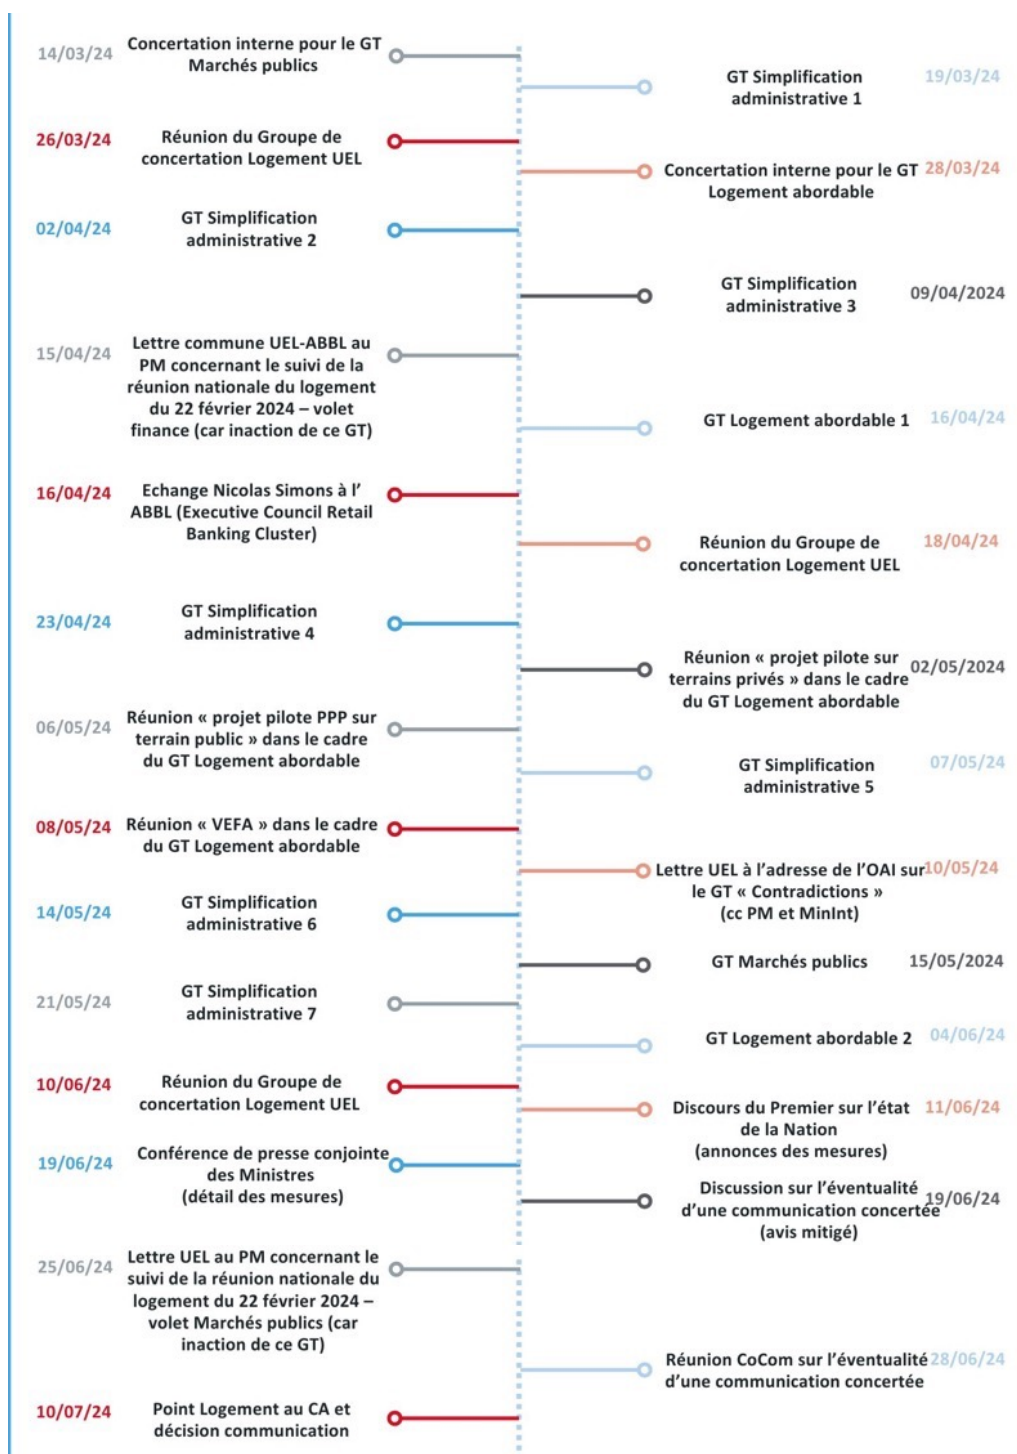 14/03/24
Concertation interne pour le GT
Marchés publics
19/03/24
GT Simplification
administrative 1
26/03/24
Réunion du Groupe de
concertation Logement UEL
28/03/24
Concertation interne pour le GT
Logement abordable
02/04/24
GT Simplification
administrative 2
09/04/2024
GT Simplification
administrative 3
15/04/24
Lettre commune UEL-ABBL au
PM concernant le suivi de la
réunion nationale du logement
du 22 février 2024 – volet
finance (car inaction de ce GT)
16/04/24
GT Logement abordable 1
16/04/24
Echange Nicolas Simons à l’
ABBL (Executive Council Retail
Banking Cluster)
18/04/24
Réunion du Groupe de
concertation Logement UEL
23/04/24
GT Simplification
administrative 4
02/05/2024
Réunion « projet pilote sur
terrains privés » dans le cadre
du GT Logement abordable
06/05/24
Réunion « projet pilote PPP sur
terrain public » dans le cadre
du GT Logement abordable
07/05/24
GT Simplification
administrative 5
08/05/24
Réunion « VEFA » dans le cadre
du GT Logement abordable
10/05/24
Lettre UEL à l’adresse de l’OAI sur
le GT « Contradictions »
(cc PM et MinInt)
14/05/24
GT Simplification
administrative 6
15/05/2024
GT Marchés publics
21/05/24
GT Simplification
administrative 7
04/06/24
GT Logement abordable 2
10/06/24
Réunion du Groupe de
concertation Logement UEL
11/06/24
Discours du Premier sur l’état
de la Nation
(annonces des mesures)
19/06/24
Conférence de presse conjointe
des Ministres
(détail des mesures)
19/06/24
Discussion sur l’éventualité
d’une communication concertée
(avis mitigé)
25/06/24
Lettre UEL au PM concernant le
suivi de la réunion nationale du
logement du 22 février 2024 –
volet Marchés publics (car
inaction de ce GT)
28/06/24
Réunion CoCom sur l’éventualité
d’une communication concertée
10/07/24
Point Logement au CA et
décision communication